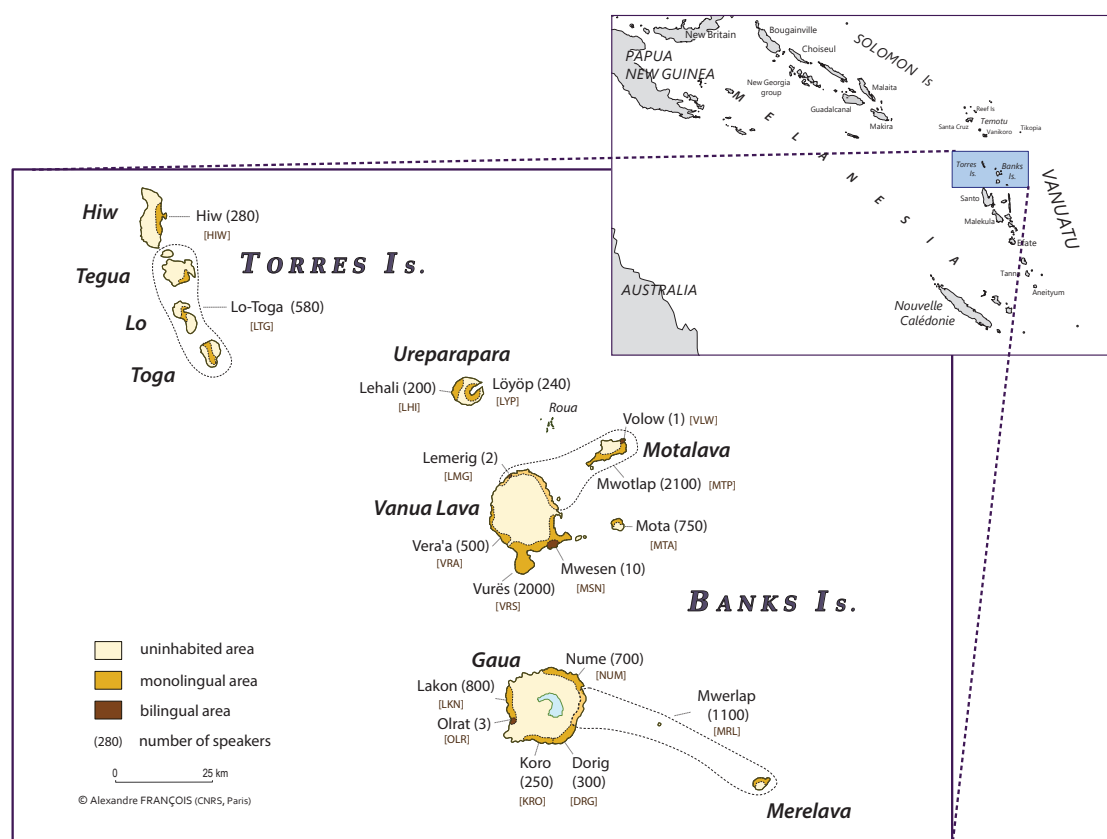 New Britain
Bougainville
Choiseul
SOLOMON Is
PAPUA
NEW GUINEA
New Georgia
group
Malaita
Guadalcanal
Makira
Reef Is.
Temotu
Santa Cruz
Vanikoro
Tikopia
MELANESIA
Torres
Is.
Banks
Is.
VANUATU
Santo
Malekula
Efate
Tanna
Aneityum
AUSTRALIA
Nouvelle
Calédonie
Hiw
Hiw (280)
[HIW]
TORRES Is.
Tegua
Lo-Toga (580)
[LTG]
Lo
Toga
Ureparapara
Lehali (200)
[LHI]
Löyöp (240)
[LYP]
Roua
Volow (1) [VLW]
Motalava
Lemerig (2)
[LMG]
Mwotlap (2100) [MTP]
Vanua Lava
Mota (750)
[MTA]
Vera'a (500)
[VRA]
Mwesen (10)
[MSN]
Vurës (2000)
[VRS]
BANKS Is.
uninhabited area
monolingual area
bilingual area
(280) number of speakers
0 25 km
© Alexandre FRANÇOIS (CNRS, Paris)
Gaua
Nume (700)
[NUM]
Lakon (800)
[LKN]
Olrat (3)
[OLR]
Mwerlap
(1100)
[MRL]
Koro
(250)
[KRO]
Dorig
(300)
[DRG]
Merelava